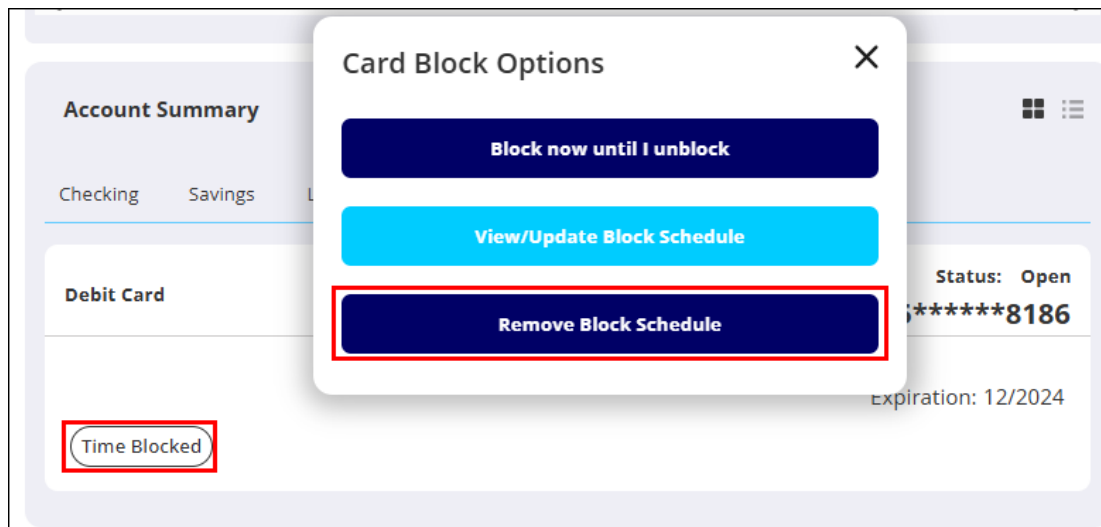 Card Block Options
Account Summary
Block now until I unblock
Checking Savings
View/Update Block Schedule
Debit Card
Status: Open
******8186
Remove Block Schedule
Expiration: 12/2024
Time Blocked